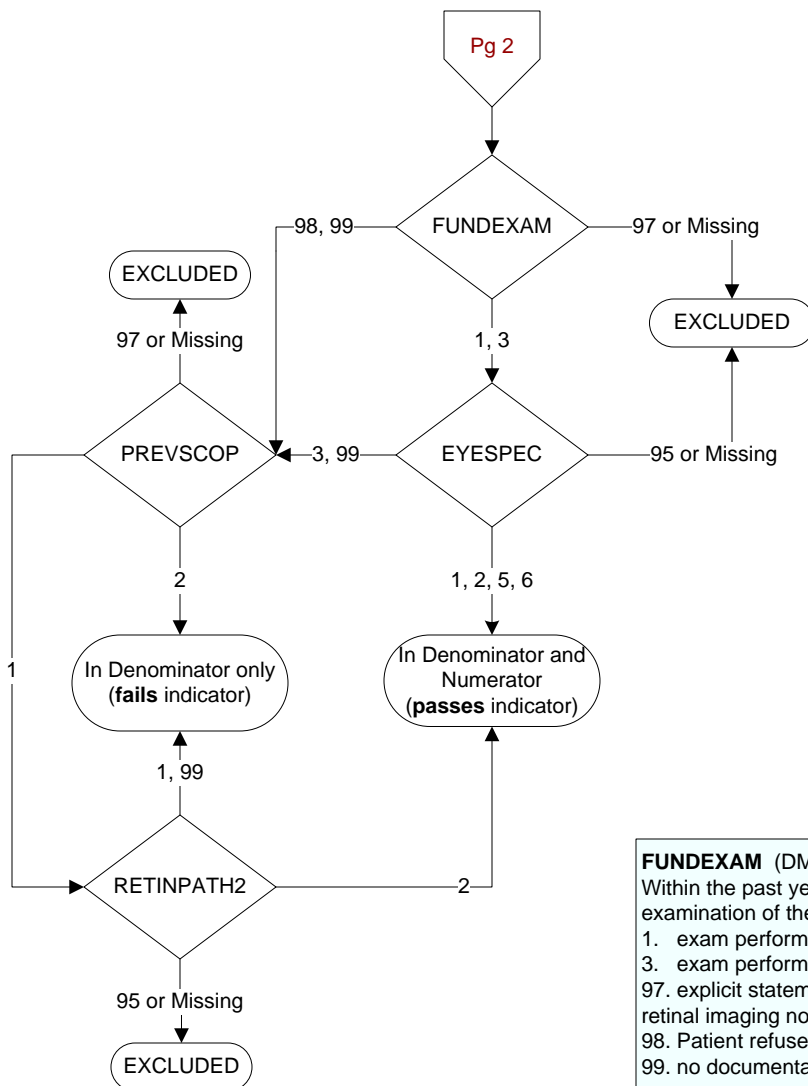 Pg 2
FUNDEXAM
98, 99
97 or Missing
EXCLUDED
EXCLUDED
97 or Missing
1, 3
PREVSCOP
3, 99
EYESPEC
95 or Missing
2
1, 2, 5, 6
1
In Denominator only
(fails indicator)
In Denominator and
Numerator
(passes indicator)
1, 99
RETINPATH2
2
95 or Missing
EXCLUDED
FUNDEXAM (DM
Within the past ye
examination of the
1. exam perform
3. exam perform
97. explicit statem
retinal imaging no
98. Patient refuse
99. no documenta